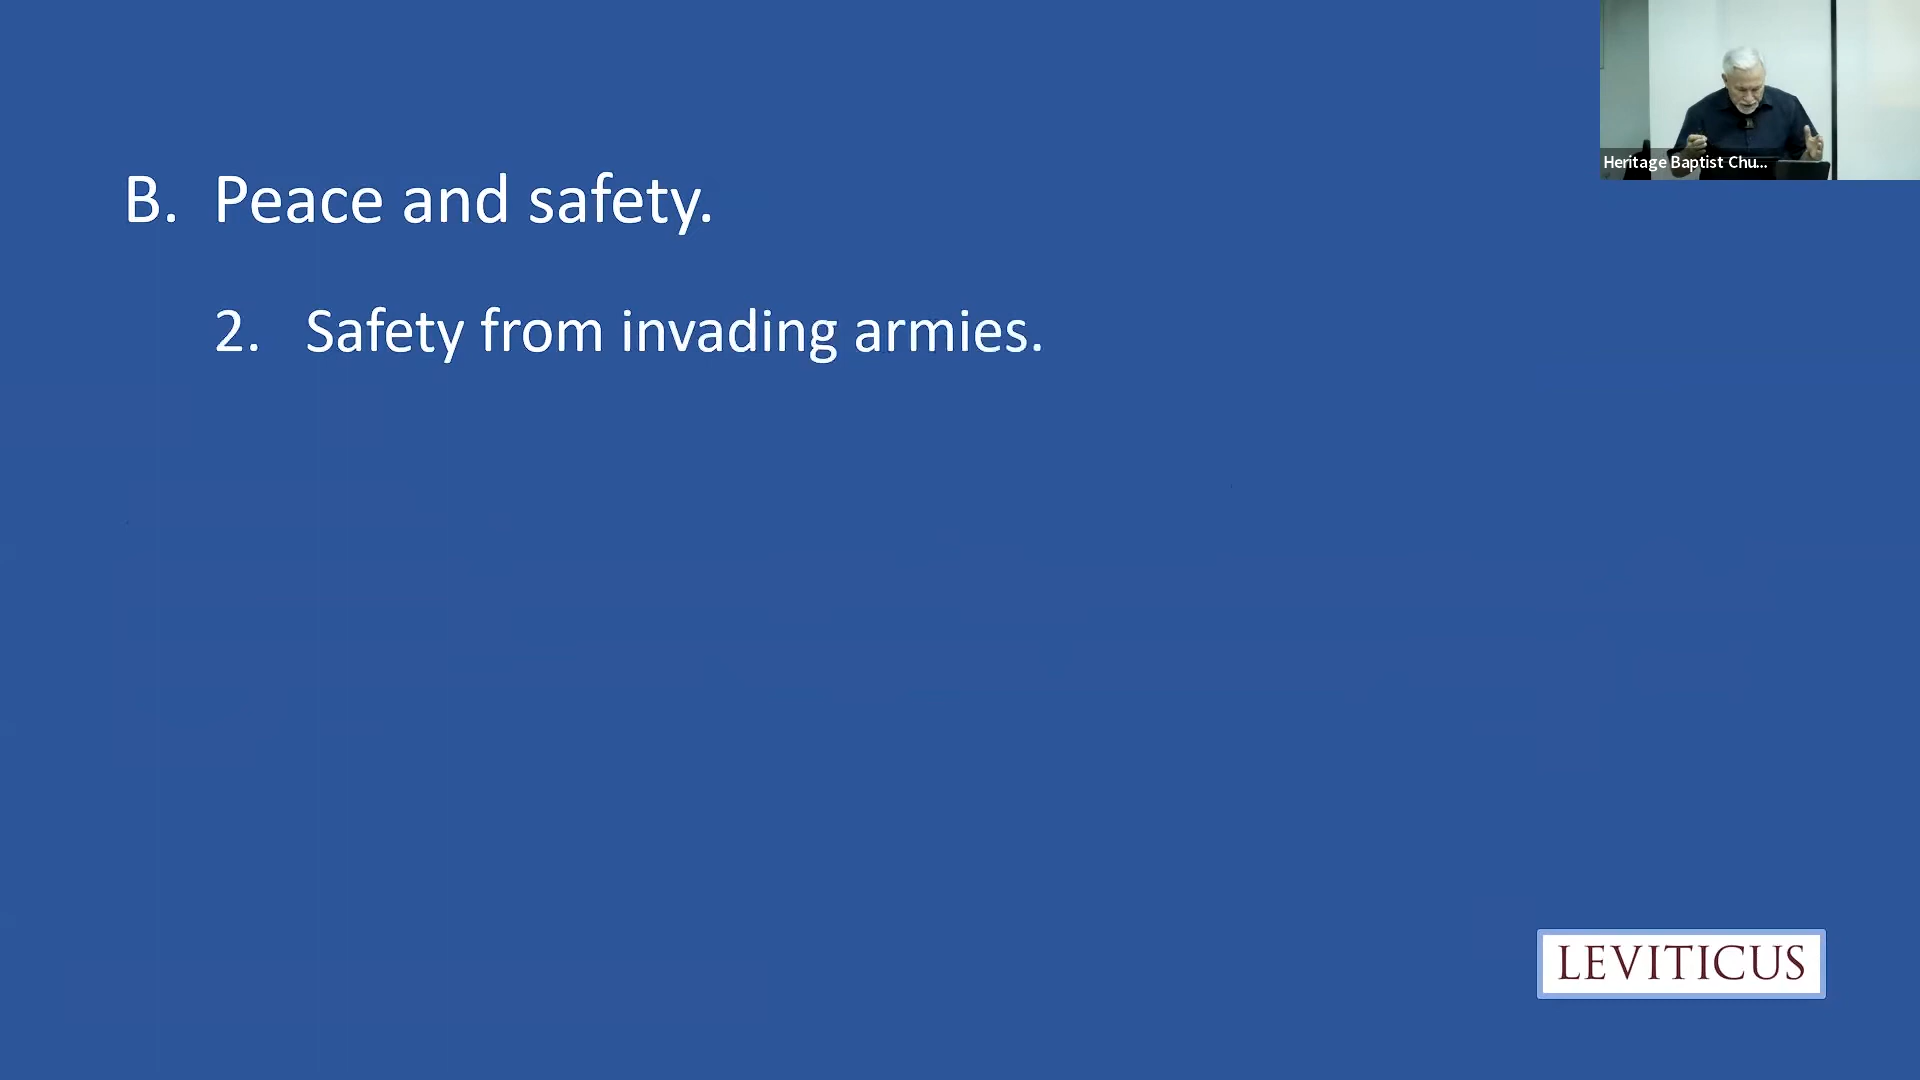 Heritage Baptist Chu...
B. Peace and safety.
2. Safety from invading armies.
LEVITICUS